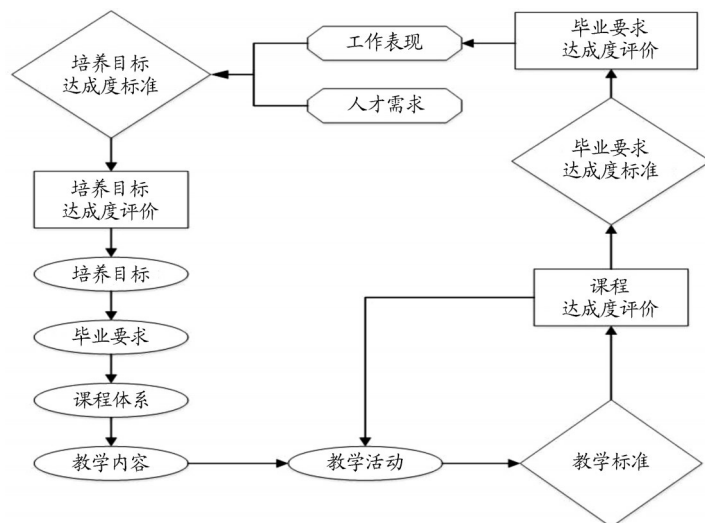 培养目标
达成度标准
工作表现
人才需求
毕业要求
达成度评价
毕业要求
达成度标准
培养目标
达成度评价
培养目标
毕业要求
课程体系
教学内容
教学活动
课程
达成度评价
教学标准